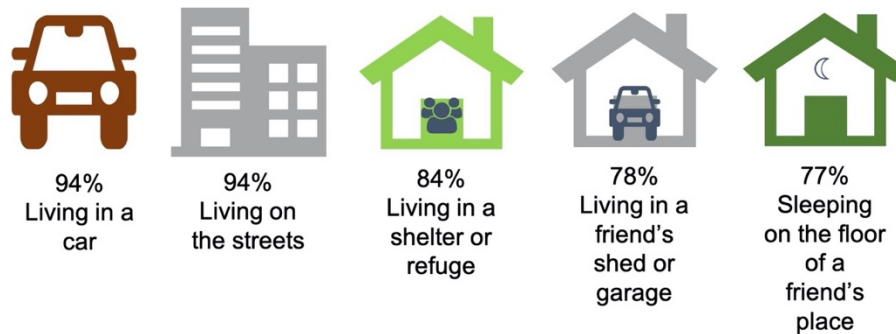 94%
Living in a
car
94%
Living on
the streets
84%
Living in a
shelter or
refuge
78%
Living in a
friend's
shed or
garage
77%
Sleeping
on the floor
of a
friend's
place